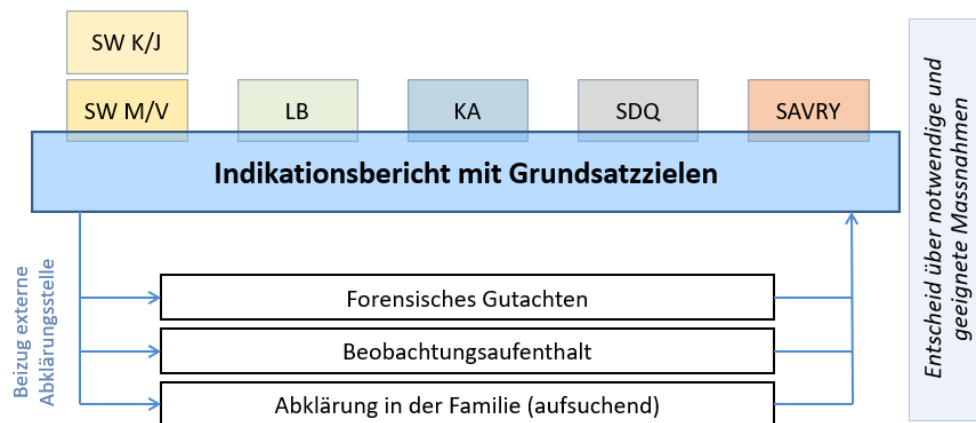 SW K/J
SW M/V
LB
KA
SDQ
SAVRY
Indikationsbericht mit Grundsatzzielen
Beizug externe
Abklärungsstelle
Forensisches Gutachten
Beobachtungsaufenthalt
Abklärung in der Familie (aufsuchend)
Entscheid über notwendige und
geeignete Massnahmen